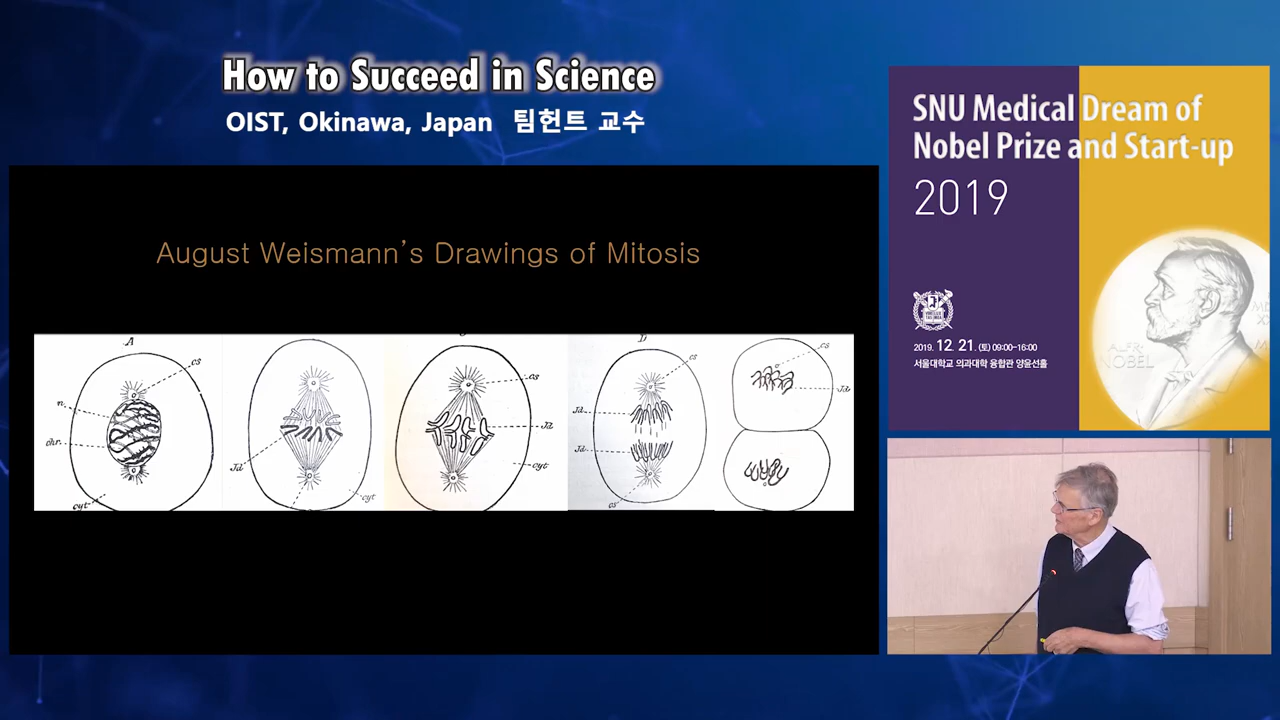 How to Succeed in Science
OIST, Okinawa, Japan 팀헌트 교수
August Weismann's Drawings of Mitosis
A
cs
n.
chr.
cyt
Jd
cyt
cs
Jd
cyt
D
cs
Jd
Jd
cs
cs
Jd
SNU Medical Dream of
Nobel Prize and Start-up
2019
2019. 12. 21. (토) 09:00-16:00
서울대학교 의과대학 융합관 양윤선홀
ALFR.
NOBEL